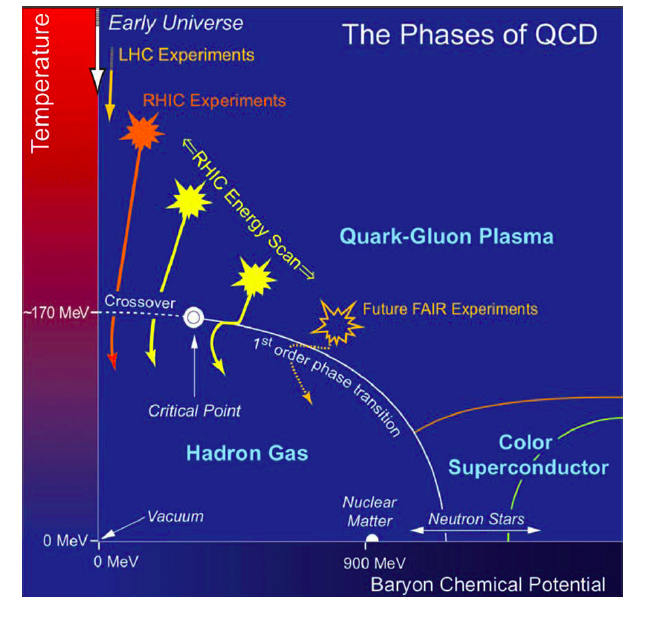 Early Universe
The Phases of QCD
Temperature
LHC Experiments
RHIC Experiments
⇐RHIC Energy Scan⇒
Quark-Gluon Plasma
Crossover
~170 MeV
Future FAIR Experiments
1st order phase transition
Critical Point
Hadron Gas
Color
Superconductor
Nuclear
Matter
Neutron Stars
Vacuum
0 MeV
0 MeV
900 MeV
Baryon Chemical Potential